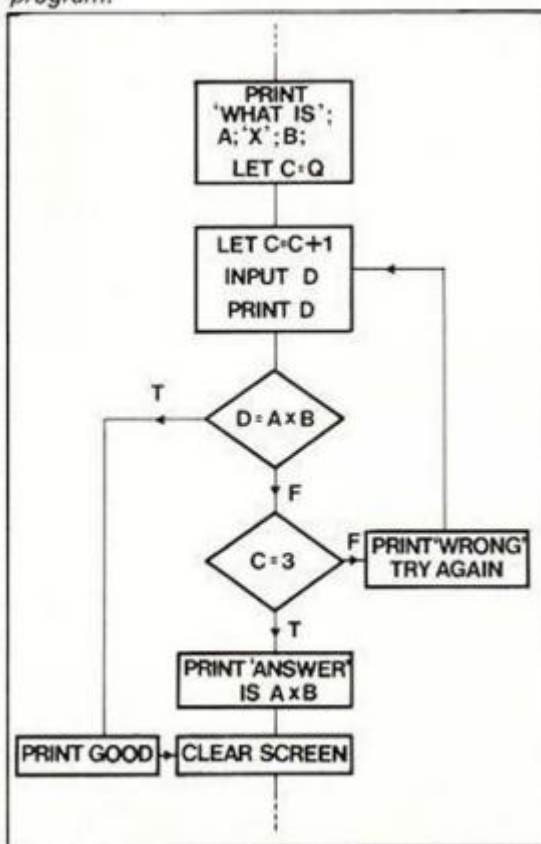 program.
PRINT
'WHAT IS';
A;'X';B;
LET C=Q
LET C=C+1
INPUT D
PRINT D
T
D=A×B
F
C=3
F
PRINT"WRONG"
TRY AGAIN
T
PRINT'ANSWER"
IS A×B
PRINT GOOD
CLEAR SCREEN